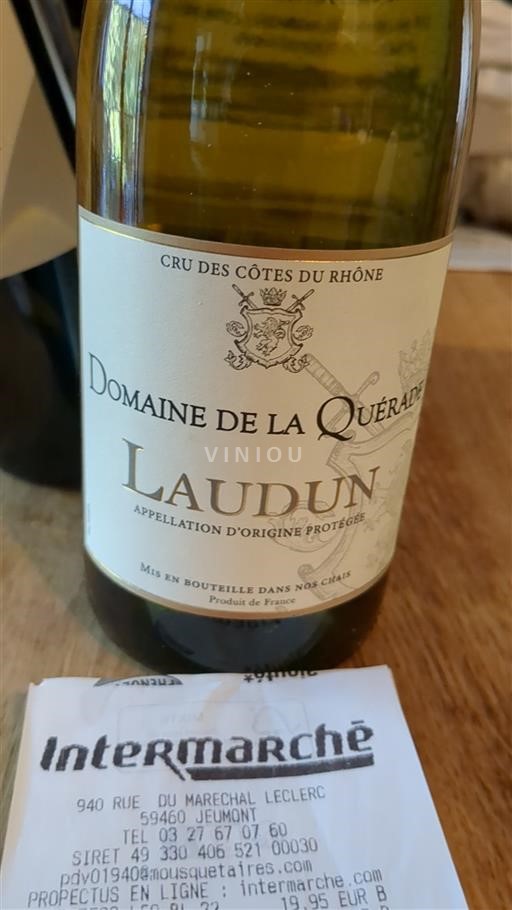 CRU DES CÔTES DU RHÔNE
DOMAINE DE LA QUÉRADE
VINIOU
LAUDUN
APPELLATION D'ORIGINE PROTÉGÉE
MIS EN BOUTEILLE DANS NOS CHAIS
Produit de France
Intermarchē
940 RUE DU MARECHAL LECLERC
59460 JEUMONT
TEL 03 27 67 07 60
SIRET 49 330 406 521 00030
pdv01940@mousquetaires.com
PROPECTUS EN LIGNE : intermarche.com
19,95 EUR B